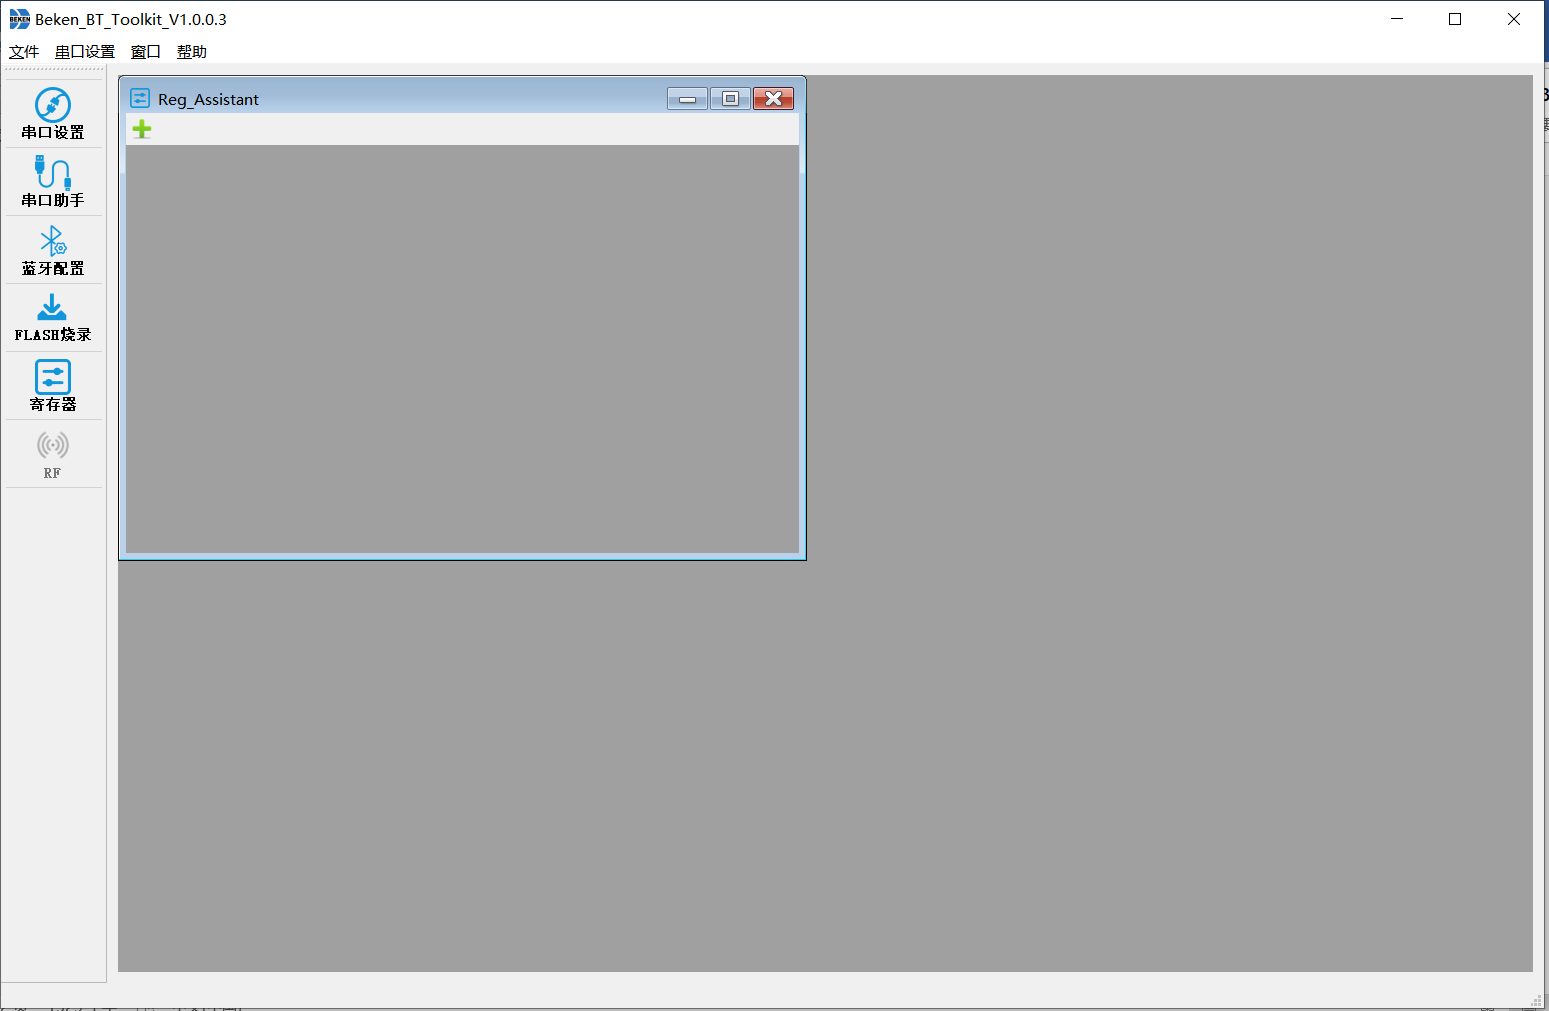 BEKEN Beken_BT_Toolkit_V1.0.0.3
文件 串口设置 窗口 帮助
串口设置
串口助手
蓝牙配置
FLASH烧录
寄存器
RF
Reg_Assistant